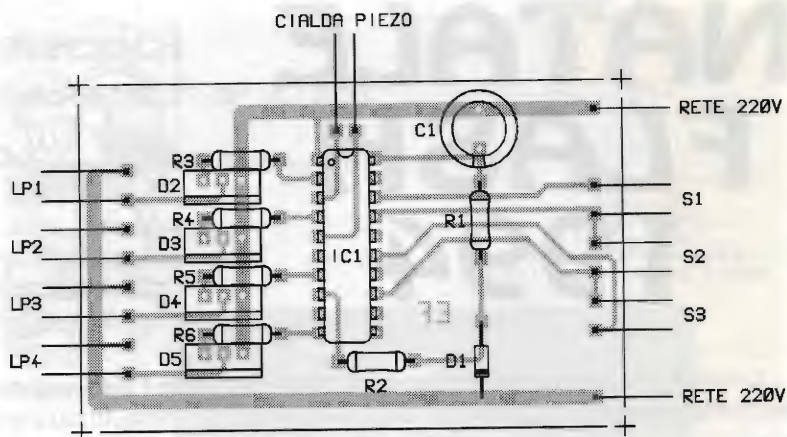 CIALDA PIEZO
RETE 220V
C1
R3
LP1
D2
S1
R4
R1
LP2
D3
IC1
S2
R5
LP3
D4
S3
R6
LP4
D5
D1
R2
RETE 220V